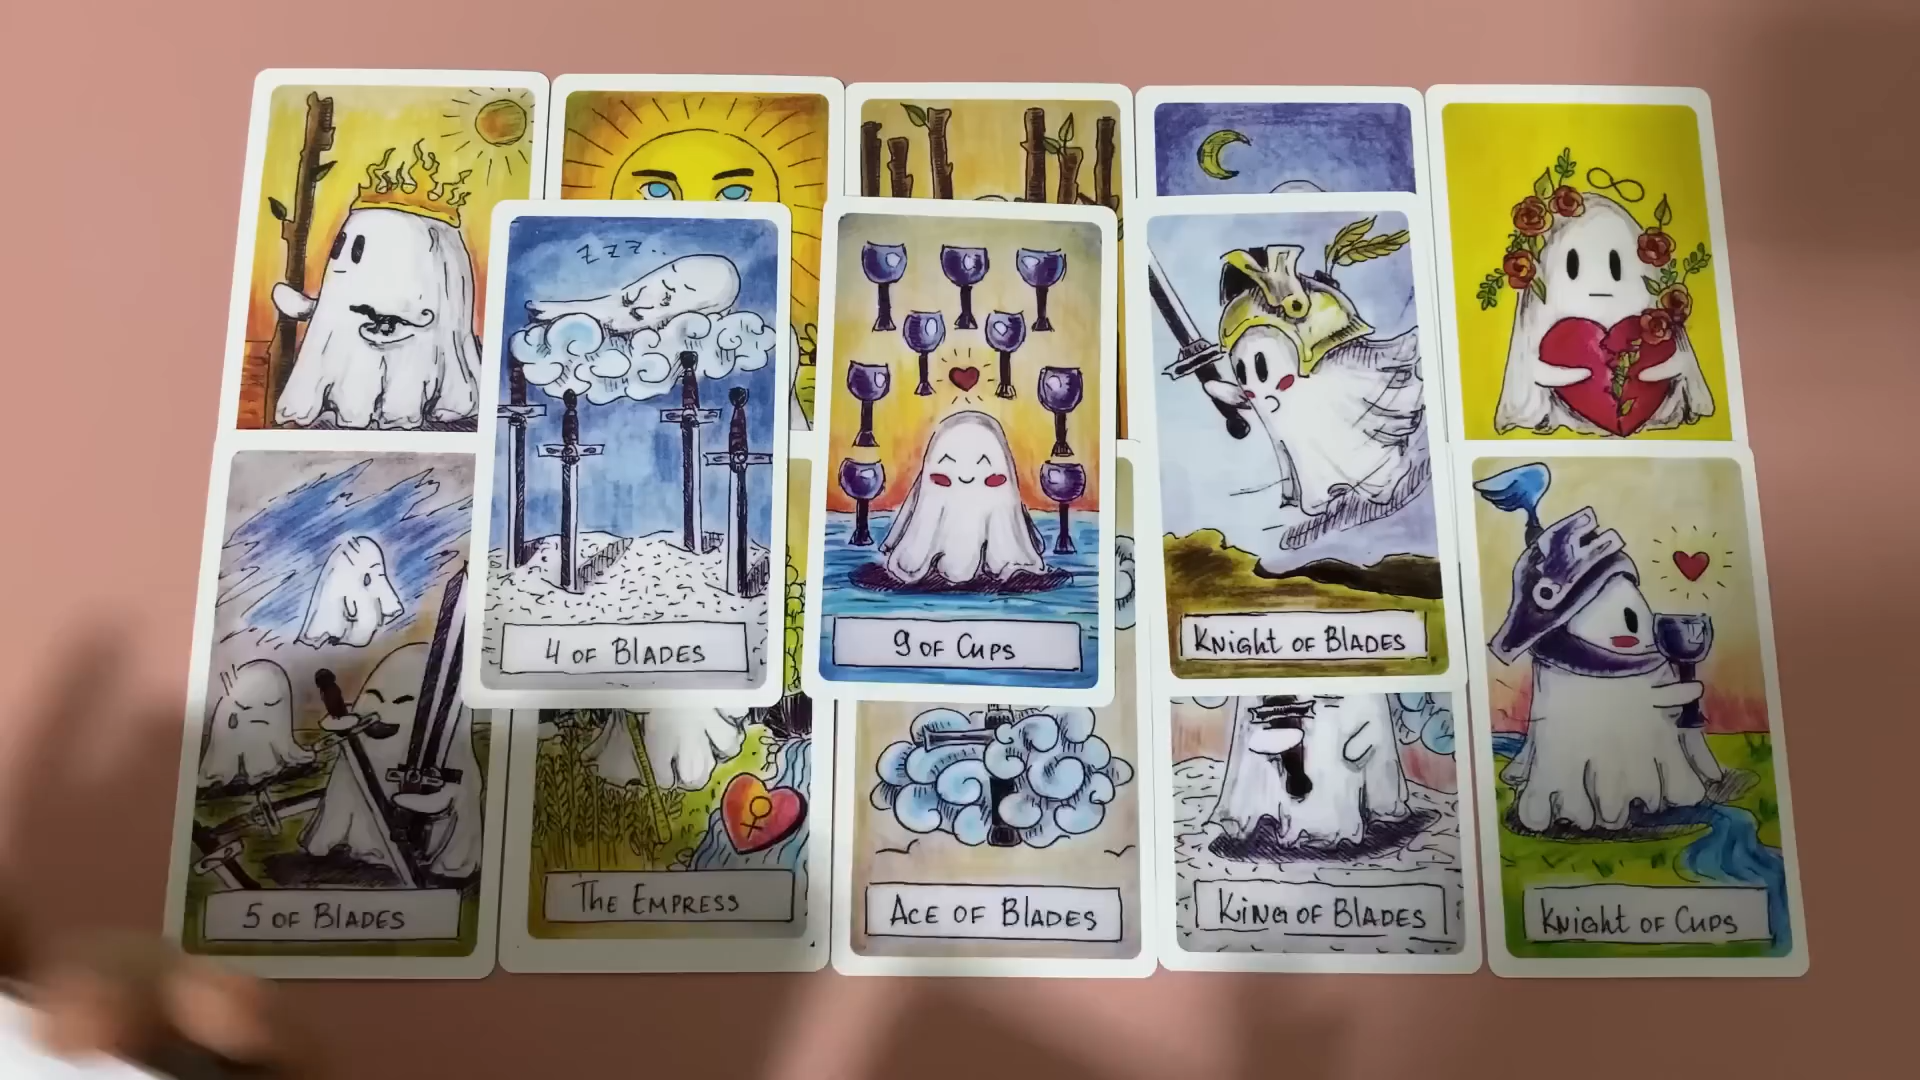 zzz..
4 OF BLADES
9 OF CUPS
KNIGHT OF BLADES
5 OF BLADES
THE EMPRESS
ACE OF BLADES
KING OF BLADES
KNIGHT OF CUPS